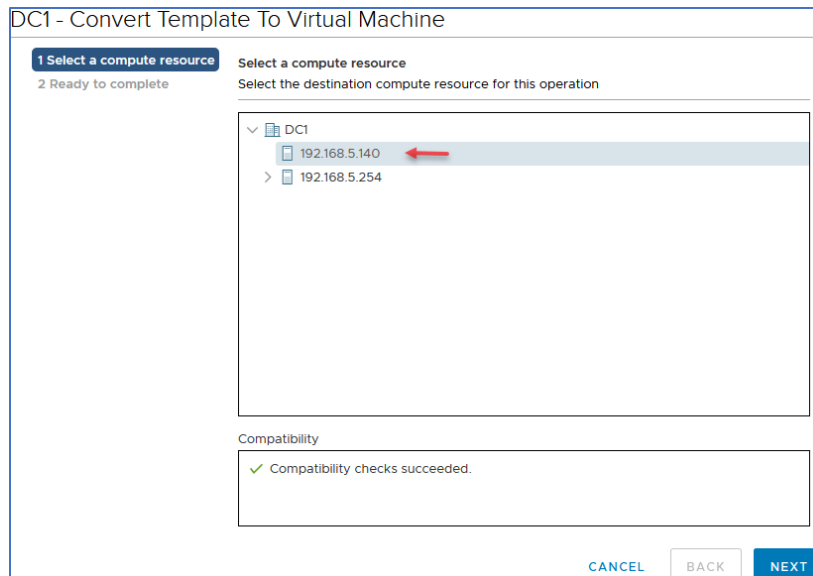 DC1 - Convert Template To Virtual Machine
1 Select a compute resource
2 Ready to complete
Select a compute resource
Select the destination compute resource for this operation
DC1
192.168.5.140
192.168.5.254
Compatibility
Compatibility checks succeeded.
CANCEL
BACK
NEXT